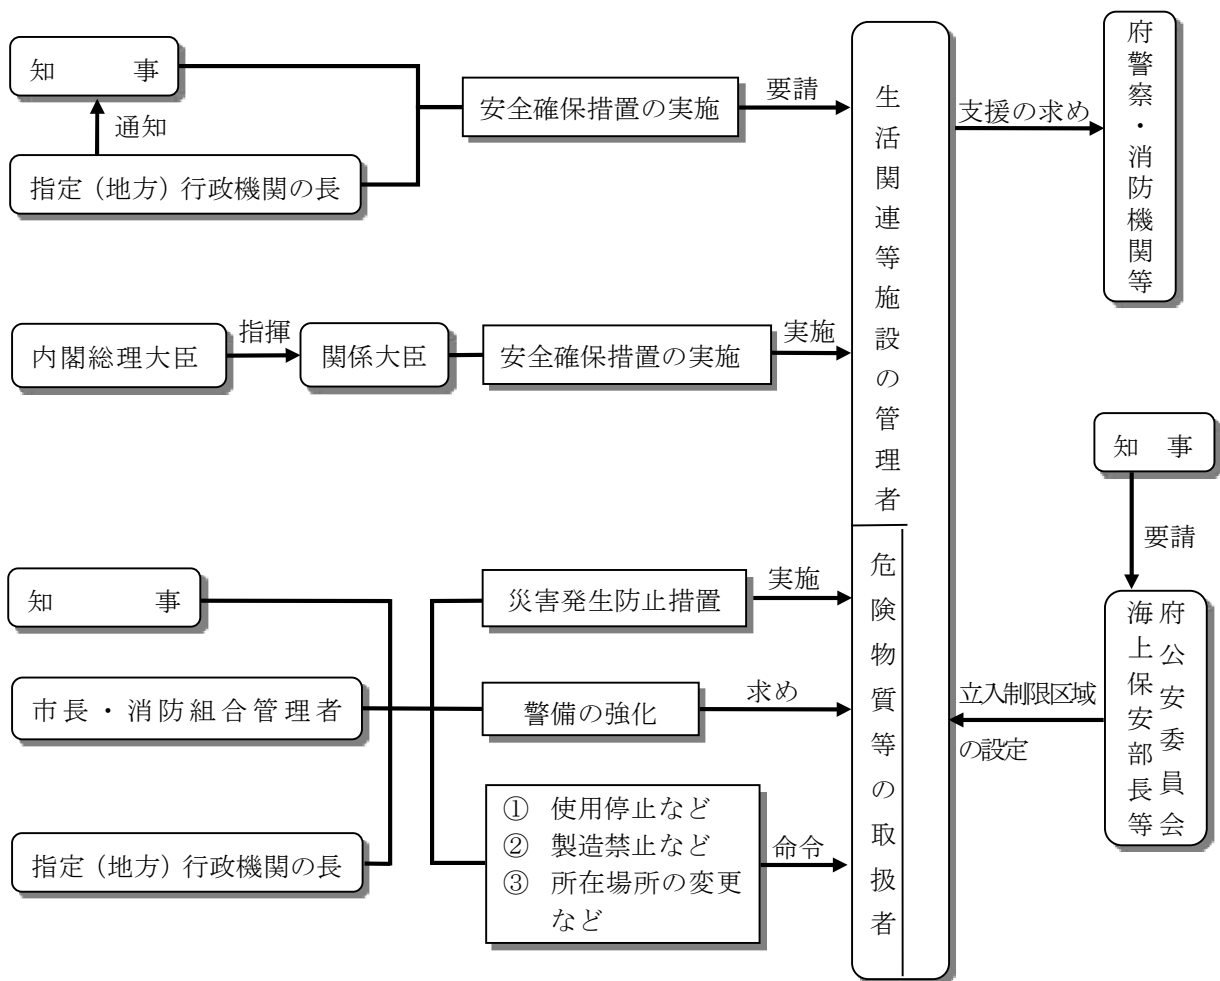 知　　　事
通知
指定（地方）行政機関の長
安全確保措置の実施
要請
内閣総理大臣
指揮
関係大臣
安全確保措置の実施
実施
知　　　　事
市長・消防組合管理者
指定（地方）行政機関の長
災害発生防止措置
実施
警備の強化
求め
①　使用停止など
②　製造禁止など
③　所在場所の変更
など
命令
生活関連等施設の管理者
危険物質等の取扱者
支援の求め
府警察・消防機関等
知　事
要請
府公安委員会
海上保安部長等
立入制限区域
の設定